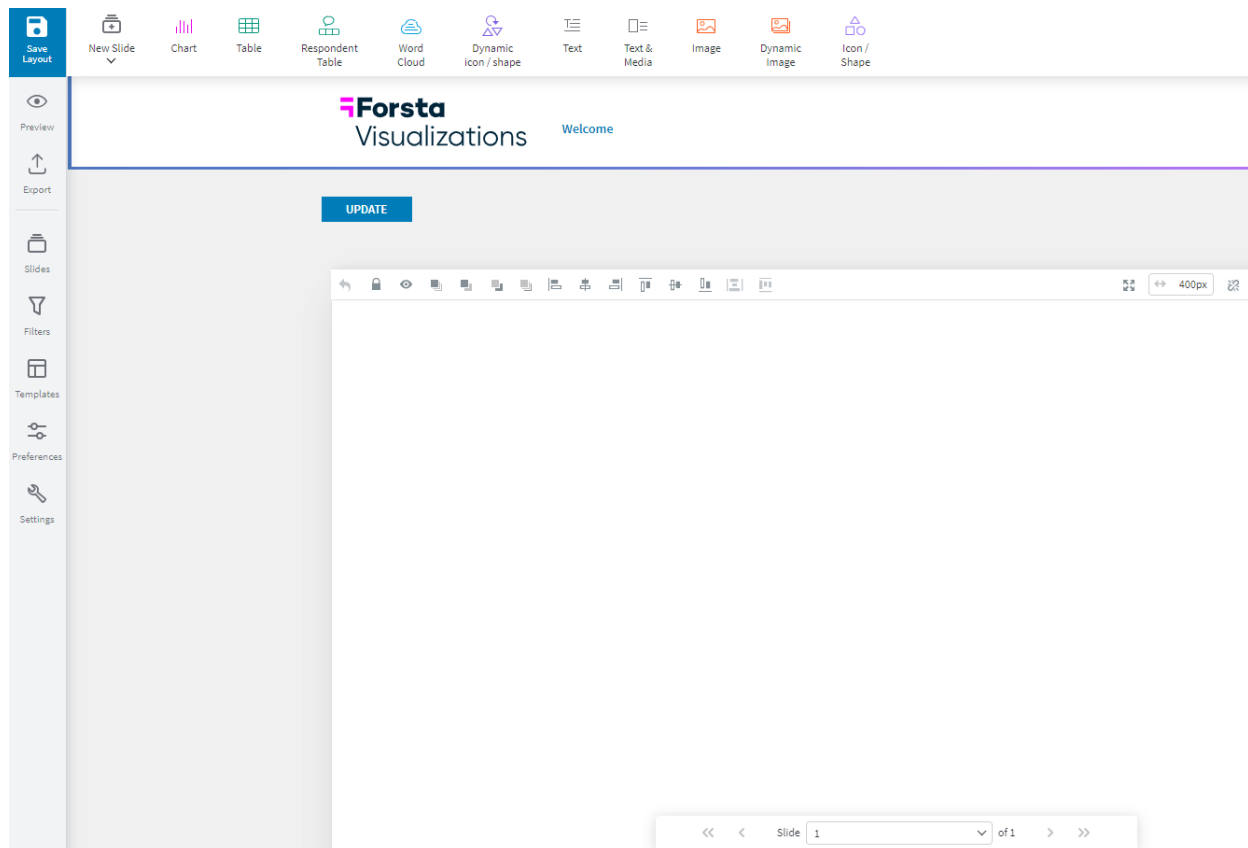 Save
Layout
New Slide
Chart
Table
Respondent
Table
Word
Cloud
Dynamic
icon / shape
Text
Text &
Media
Image
Dynamic
Image
Icon /
Shape
Preview
Export
Slides
Filters
Templates
Preferences
Settings
Forsta
Visualizations
Welcome
UPDATE
400px
Slide 1 of 1